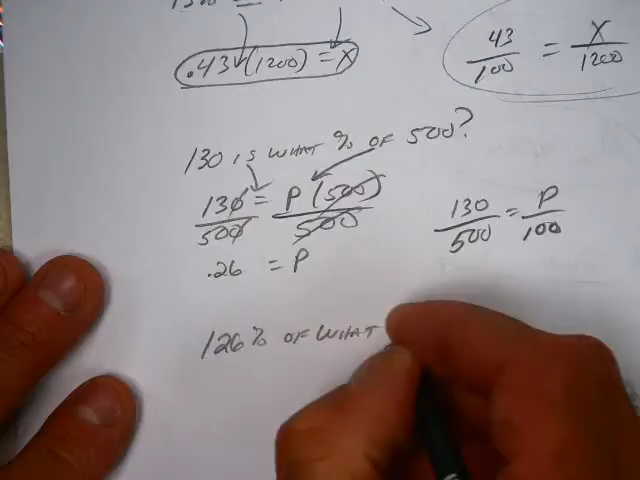 .43(1200) = X
43/100 = X/1200
130 IS WHAT % OF 500?
130/500 = P(500)/500
130/500 = P/100
.26 = P
126% OF WHAT